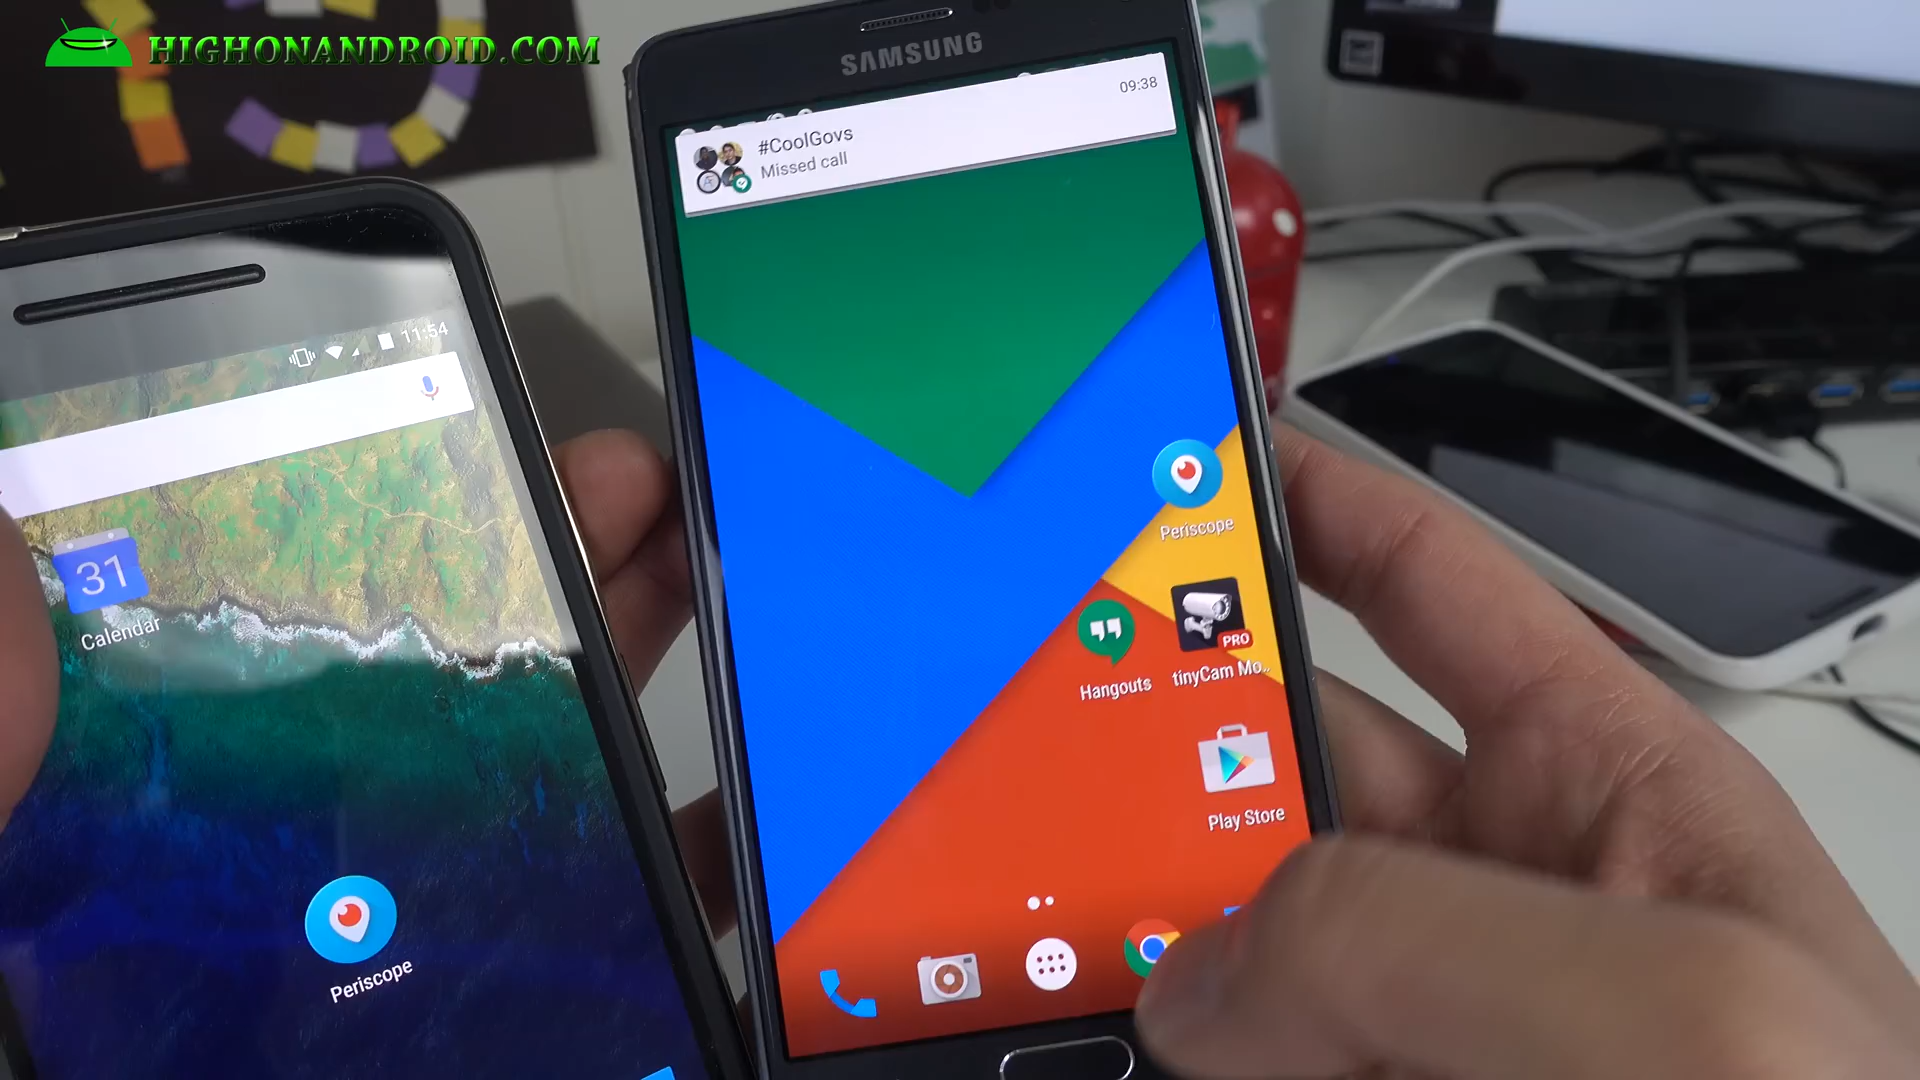 HIGHONANDROID.COM
SAMSUNG
09:38
#CoolGovs
Missed call
11:54
31
Calendar
Periscope
PRO
tinyCam Mo..
Hangouts
Play Store
Periscope